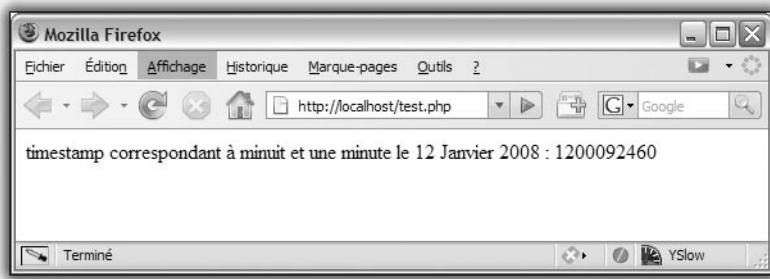 Mozilla Firefox
Fichier Édition Affichage Historique Marque-pages Outils ?
http://localhost/test.php G Google
timestamp correspondant à minuit et une minute le 12 Janvier 2008 : 1200092460
Terminé YSlow